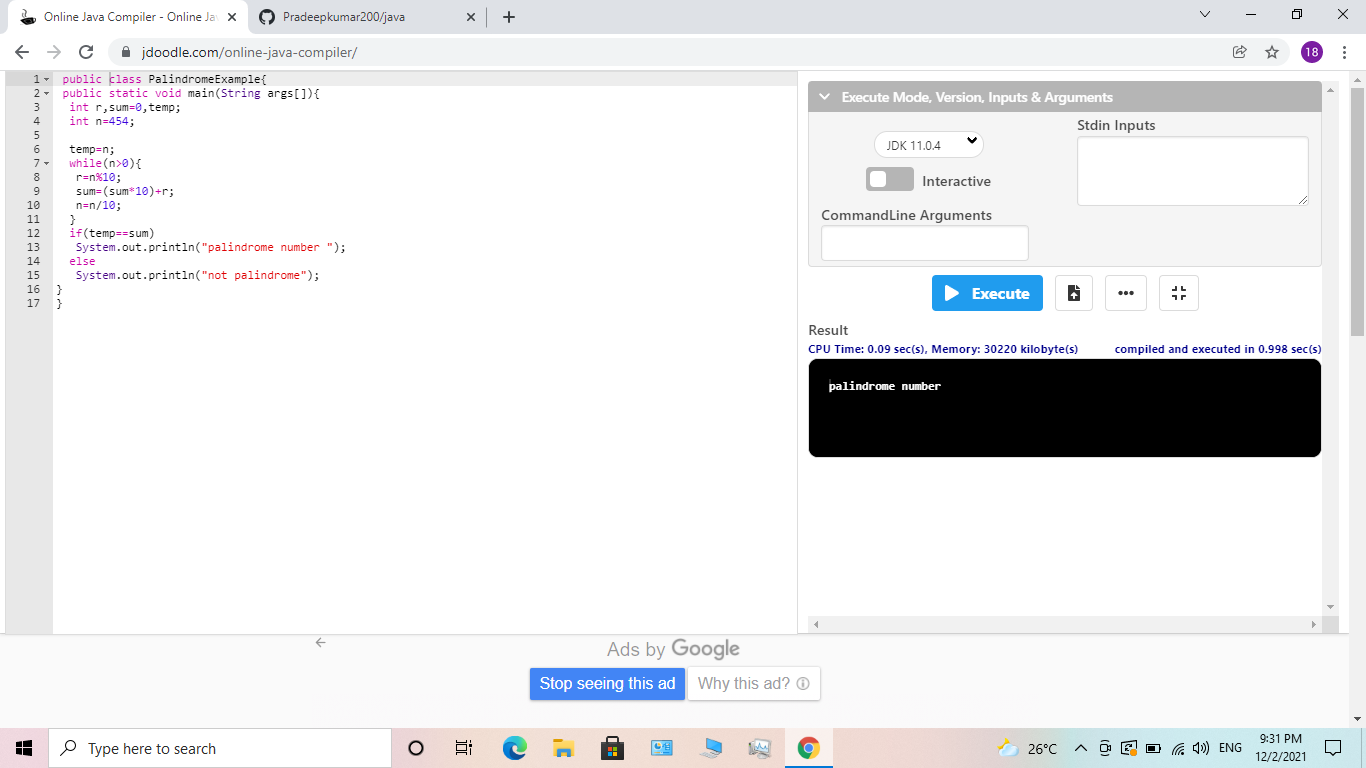 Online Java Compiler - Online Ja
Pradeepkumar200/java
jdoodle.com/online-java-compiler/
18
1 public class PalindromeExample{
2 public static void main(String args[]){
3 int r,sum=0,temp;
4 int n=454;
5
6 temp=n;
7 while(n>0){
8 r=n%10;
9 sum=(sum*10)+r;
10 n=n/10;
11 }
12 if(temp==sum)
13 System.out.println("palindrome number ");
14 else
15 System.out.println("not palindrome");
16 }
17 }
Execute Mode, Version, Inputs & Arguments
JDK 11.0.4
Interactive
Stdin Inputs
CommandLine Arguments
Execute
Result
CPU Time: 0.09 sec(s), Memory: 30220 kilobyte(s) compiled and executed in 0.998 sec(s)
palindrome number
Ads by Google
Stop seeing this ad
Why this ad?
Type here to search
26°C
ENG
9:31 PM
12/2/2021